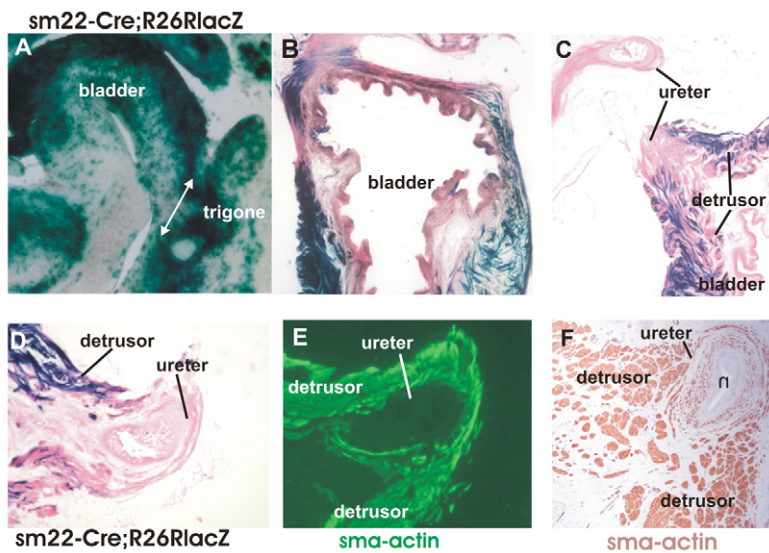 sm22-Cre;R26RlacZ
A
bladder
trigone
B
bladder
C
ureter
detrusor
bladder
D
detrusor
ureter
sm22-Cre;R26RlacZ
E
ureter
detrusor
detrusor
sma-actin
F
ureter
detrusor
detrusor
sma-actin